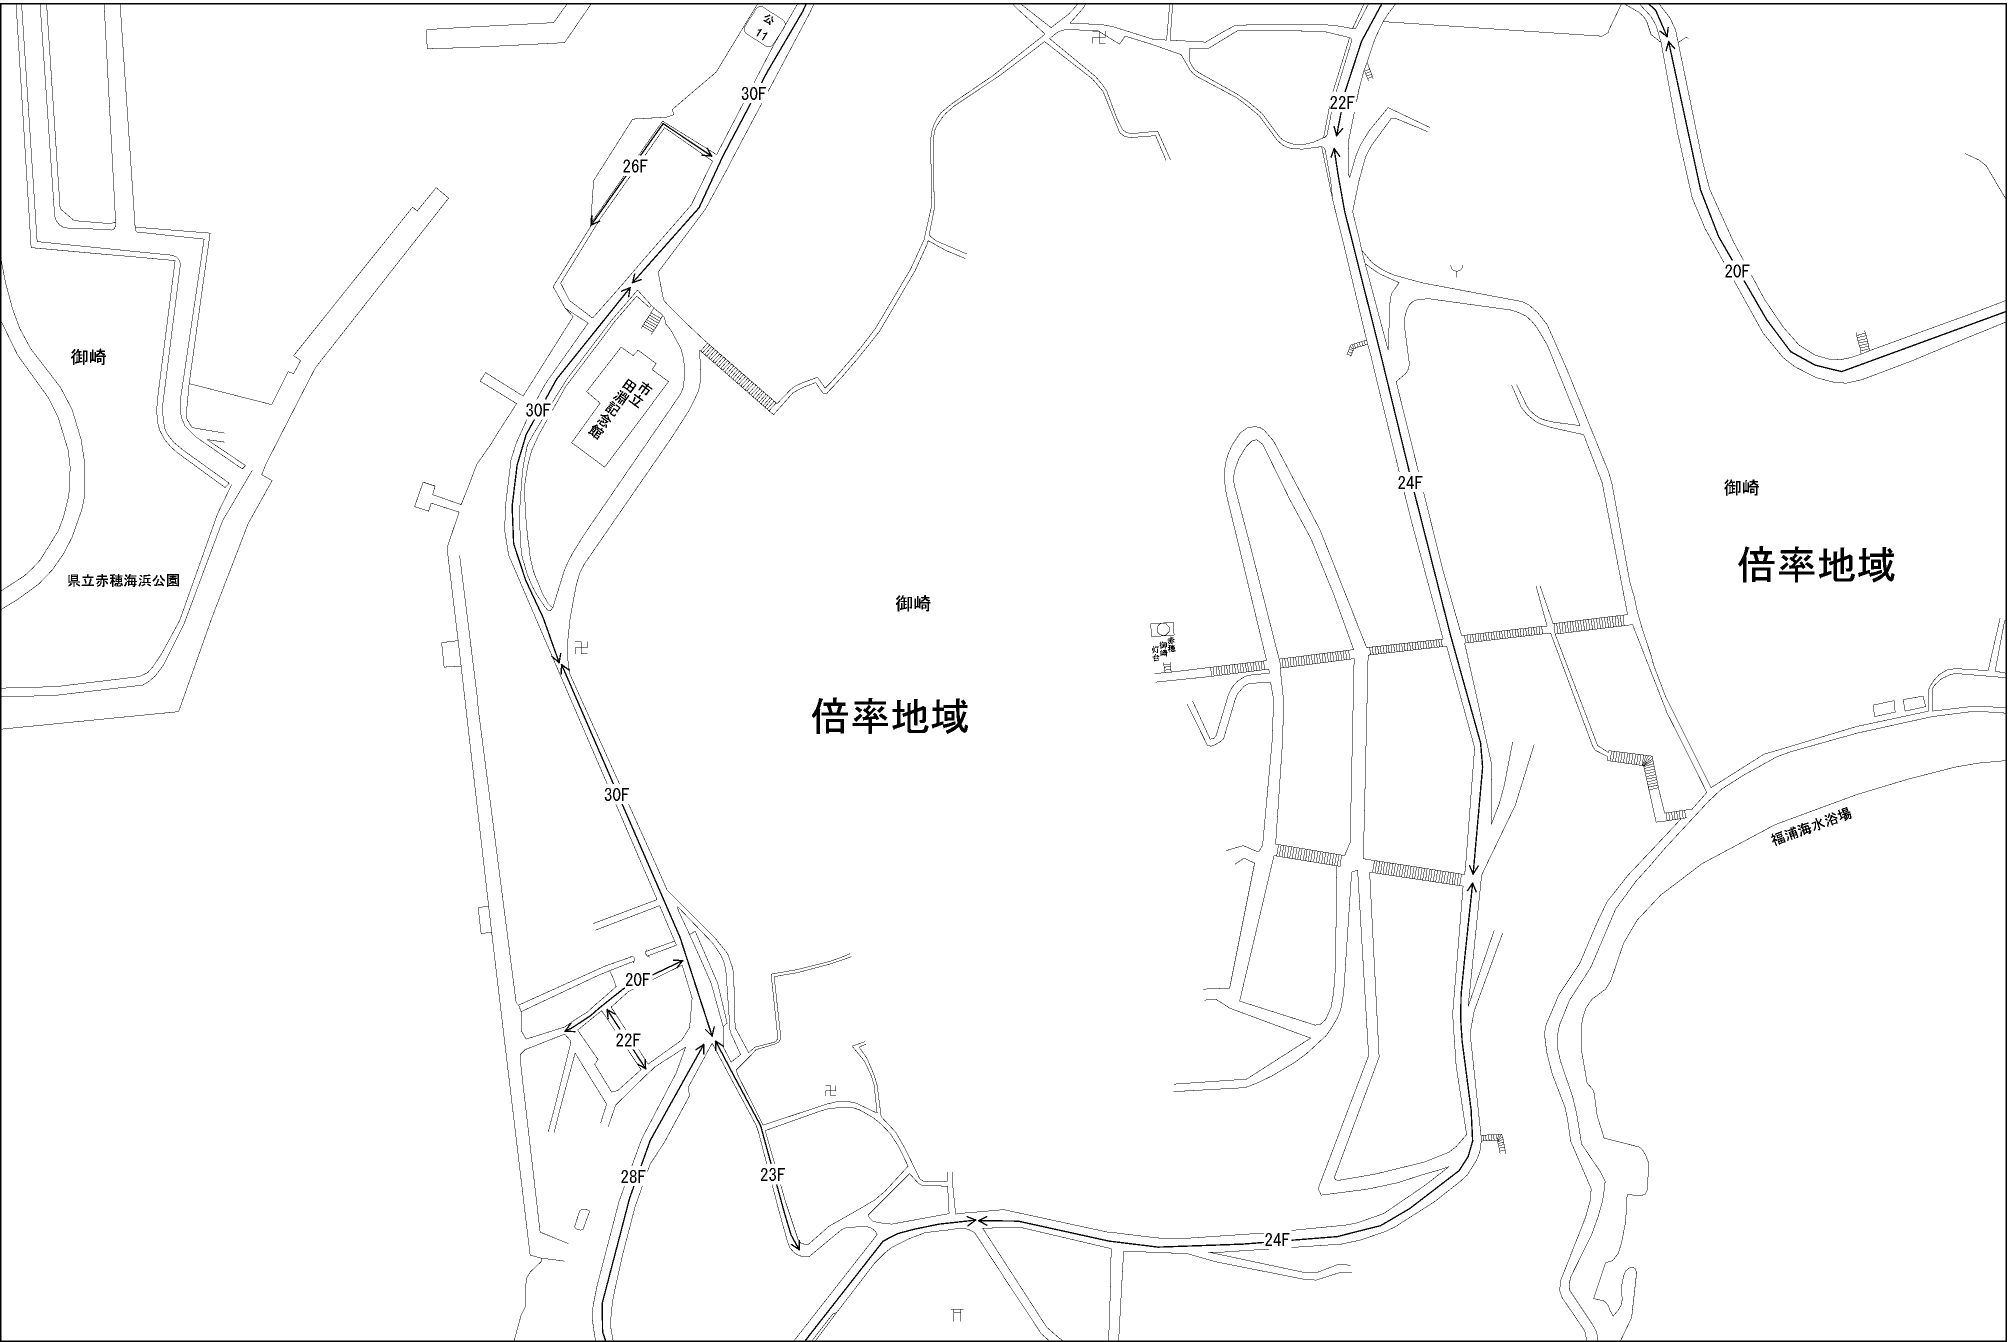 公
11
30F
22F
26F
20F
御崎
市立
田淵記念館
30F
24F
御崎
倍率地域
県立赤穂海浜公園
御崎
赤穂
御崎
灯台
倍率地域
30F
福浦海水浴場
20F
22F
28F
23F
24F